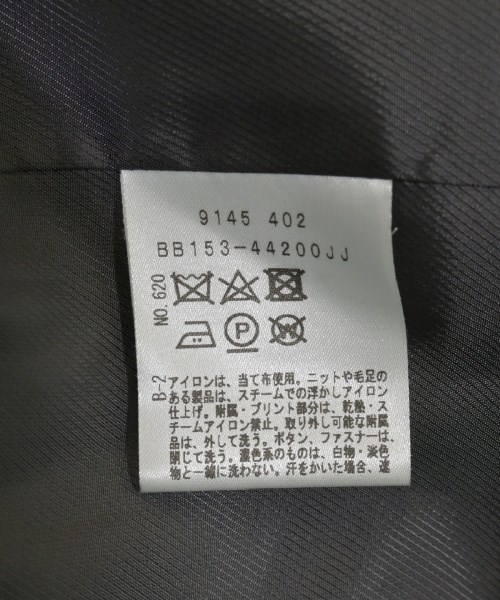 9145 402
BB153-44200JJ
NO.620
P
W
B-2
アイロンは、当て布使用。ニットや毛足の
ある製品は、スチームでの浮かしアイロン
仕上げ。附属・プリント部分は、乾熱・ス
チームアイロン禁止。取り外し可能な附属
品は、外して洗う。ボタン、ファスナーは、
閉じて洗う。濃色系のものは、白物・淡色
物と一緒に洗わない。汗をかいた場合、速